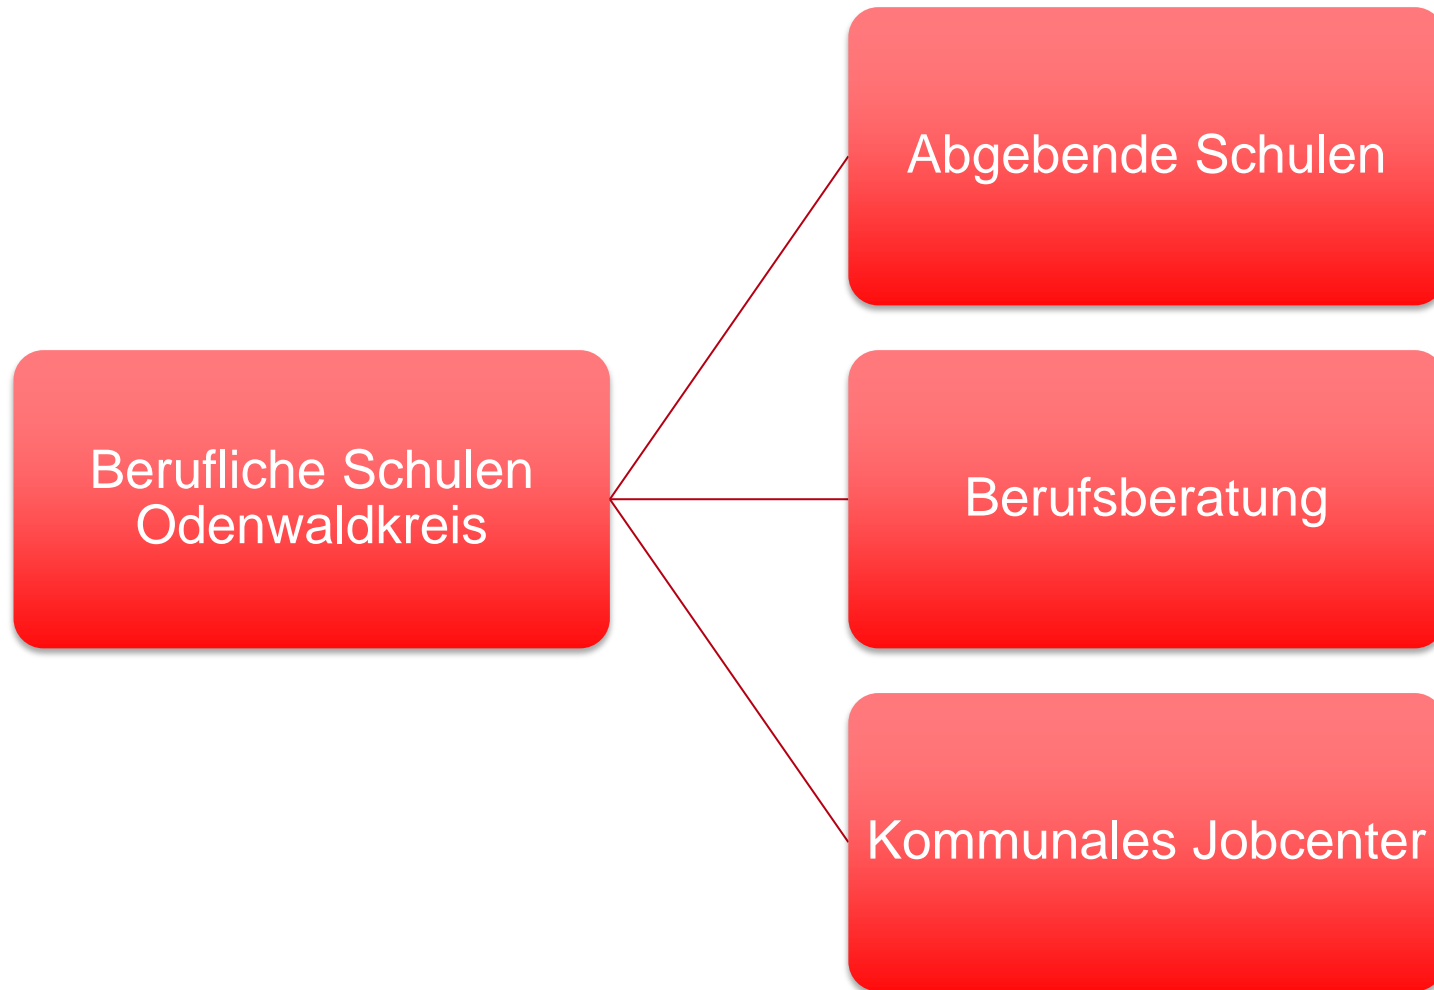 Abgebende Schulen
Berufliche Schulen
Odenwaldkreis
Berufsberatung
Kommunales Jobcenter